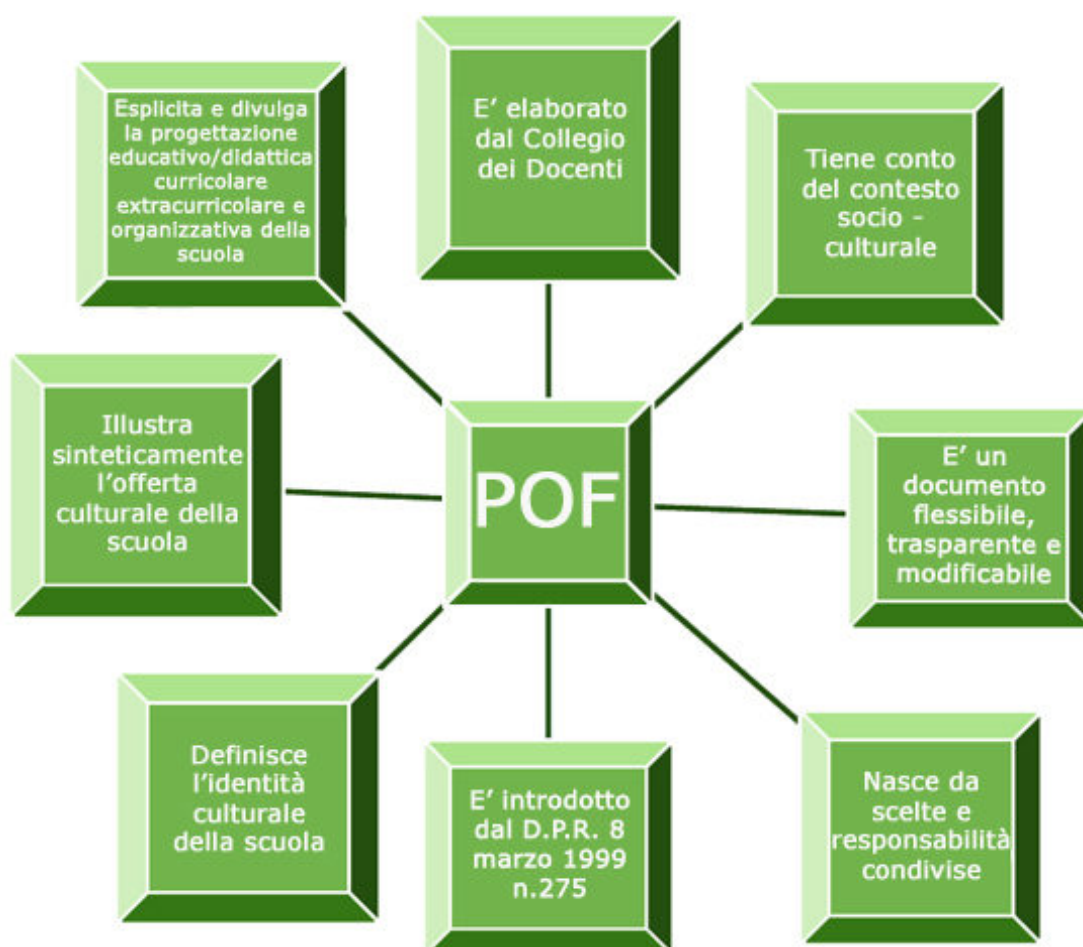 Esplicita e divulga
la progettazione
educativo/didattica
curricolare
extracurricolare e
organizzativa della
scuola
E' elaborato
dal Collegio
dei Docenti
Tiene conto
del contesto
socio -
culturale
Illustra
sinteticamente
l'offerta
culturale della
scuola
POF
E' un
documento
flessibile,
trasparente e
modificabile
Definisce
l'identità
culturale
della scuola
E' introdotto
dal D.P.R. 8
marzo 1999
n.275
Nasce da
scelte e
responsabilità
condivise